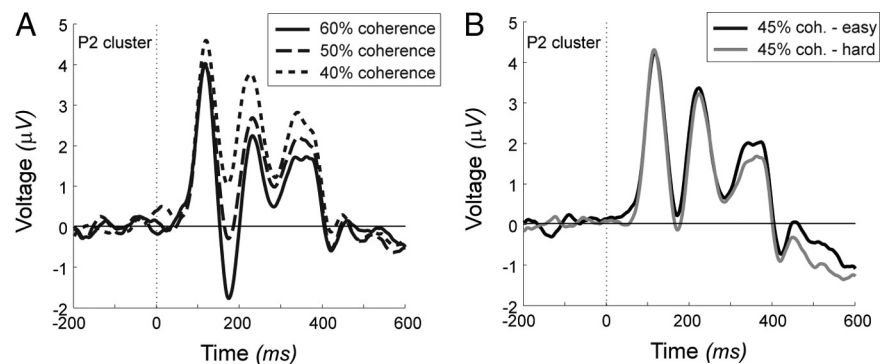 A
P2 cluster
60% coherence
50% coherence
40% coherence
Voltage (μV)
5
4
3
2
1
0
-1
-2
-200 0 200 400 600
Time (ms)
B
P2 cluster
45% coh. - easy
45% coh. - hard
Voltage (μV)
5
4
3
2
1
0
-1
-2
-200 0 200 400 600
Time (ms)